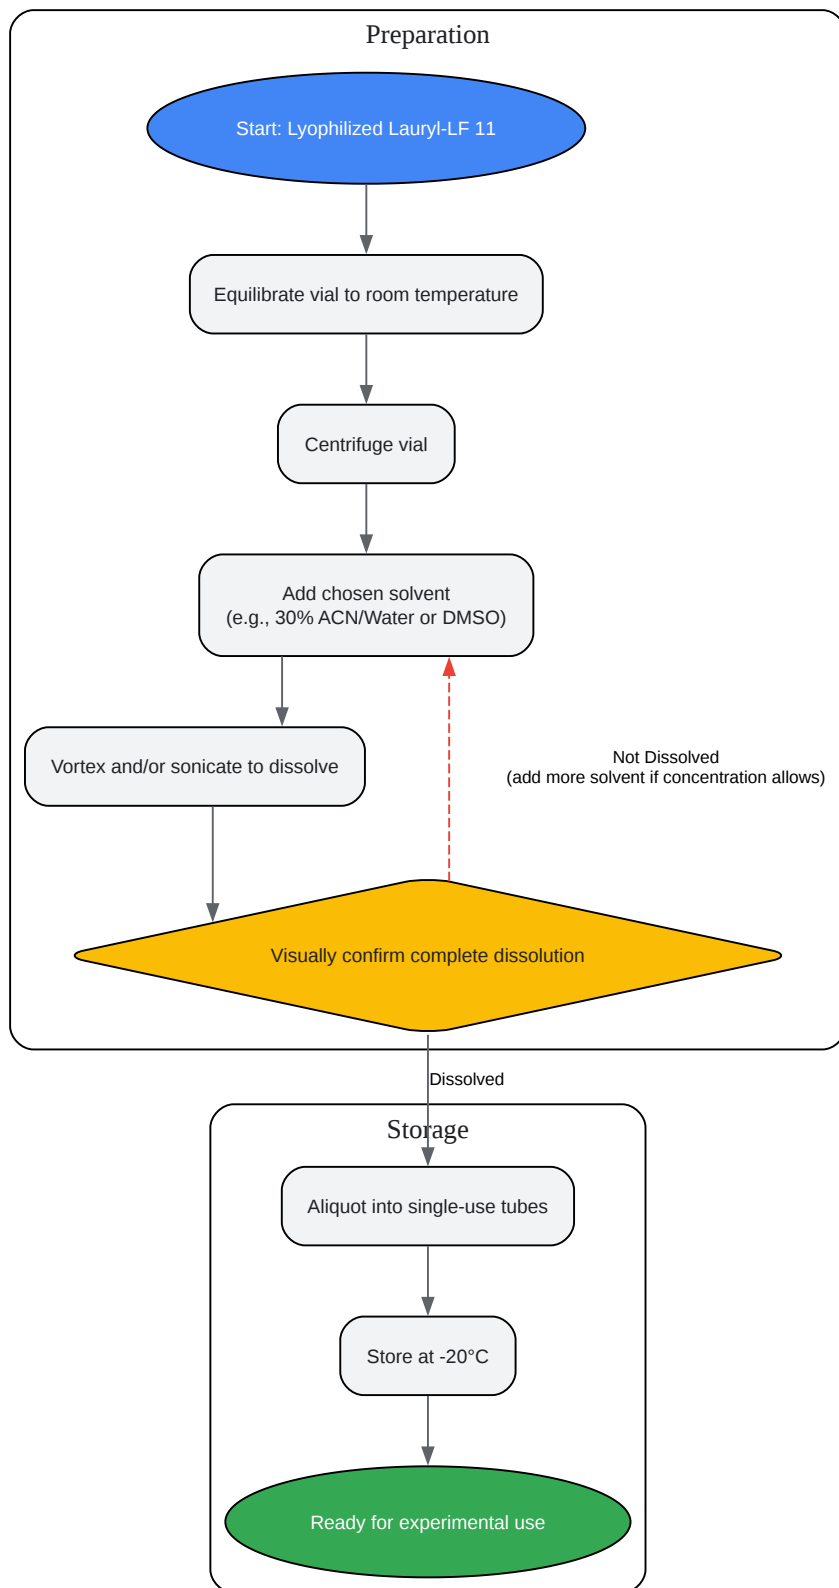 Preparation
Start: Lyophilized Lauryl-LF 11
Equilibrate vial to room temperature
Centrifuge vial
Add chosen solvent
(e.g., 30% ACN/Water or DMSO)
Vortex and/or sonicate to dissolve
Not Dissolved
(add more solvent if concentration allows)
Visually confirm complete dissolution
Dissolved
Storage
Aliquot into single-use tubes
Store at -20°C
Ready for experimental use